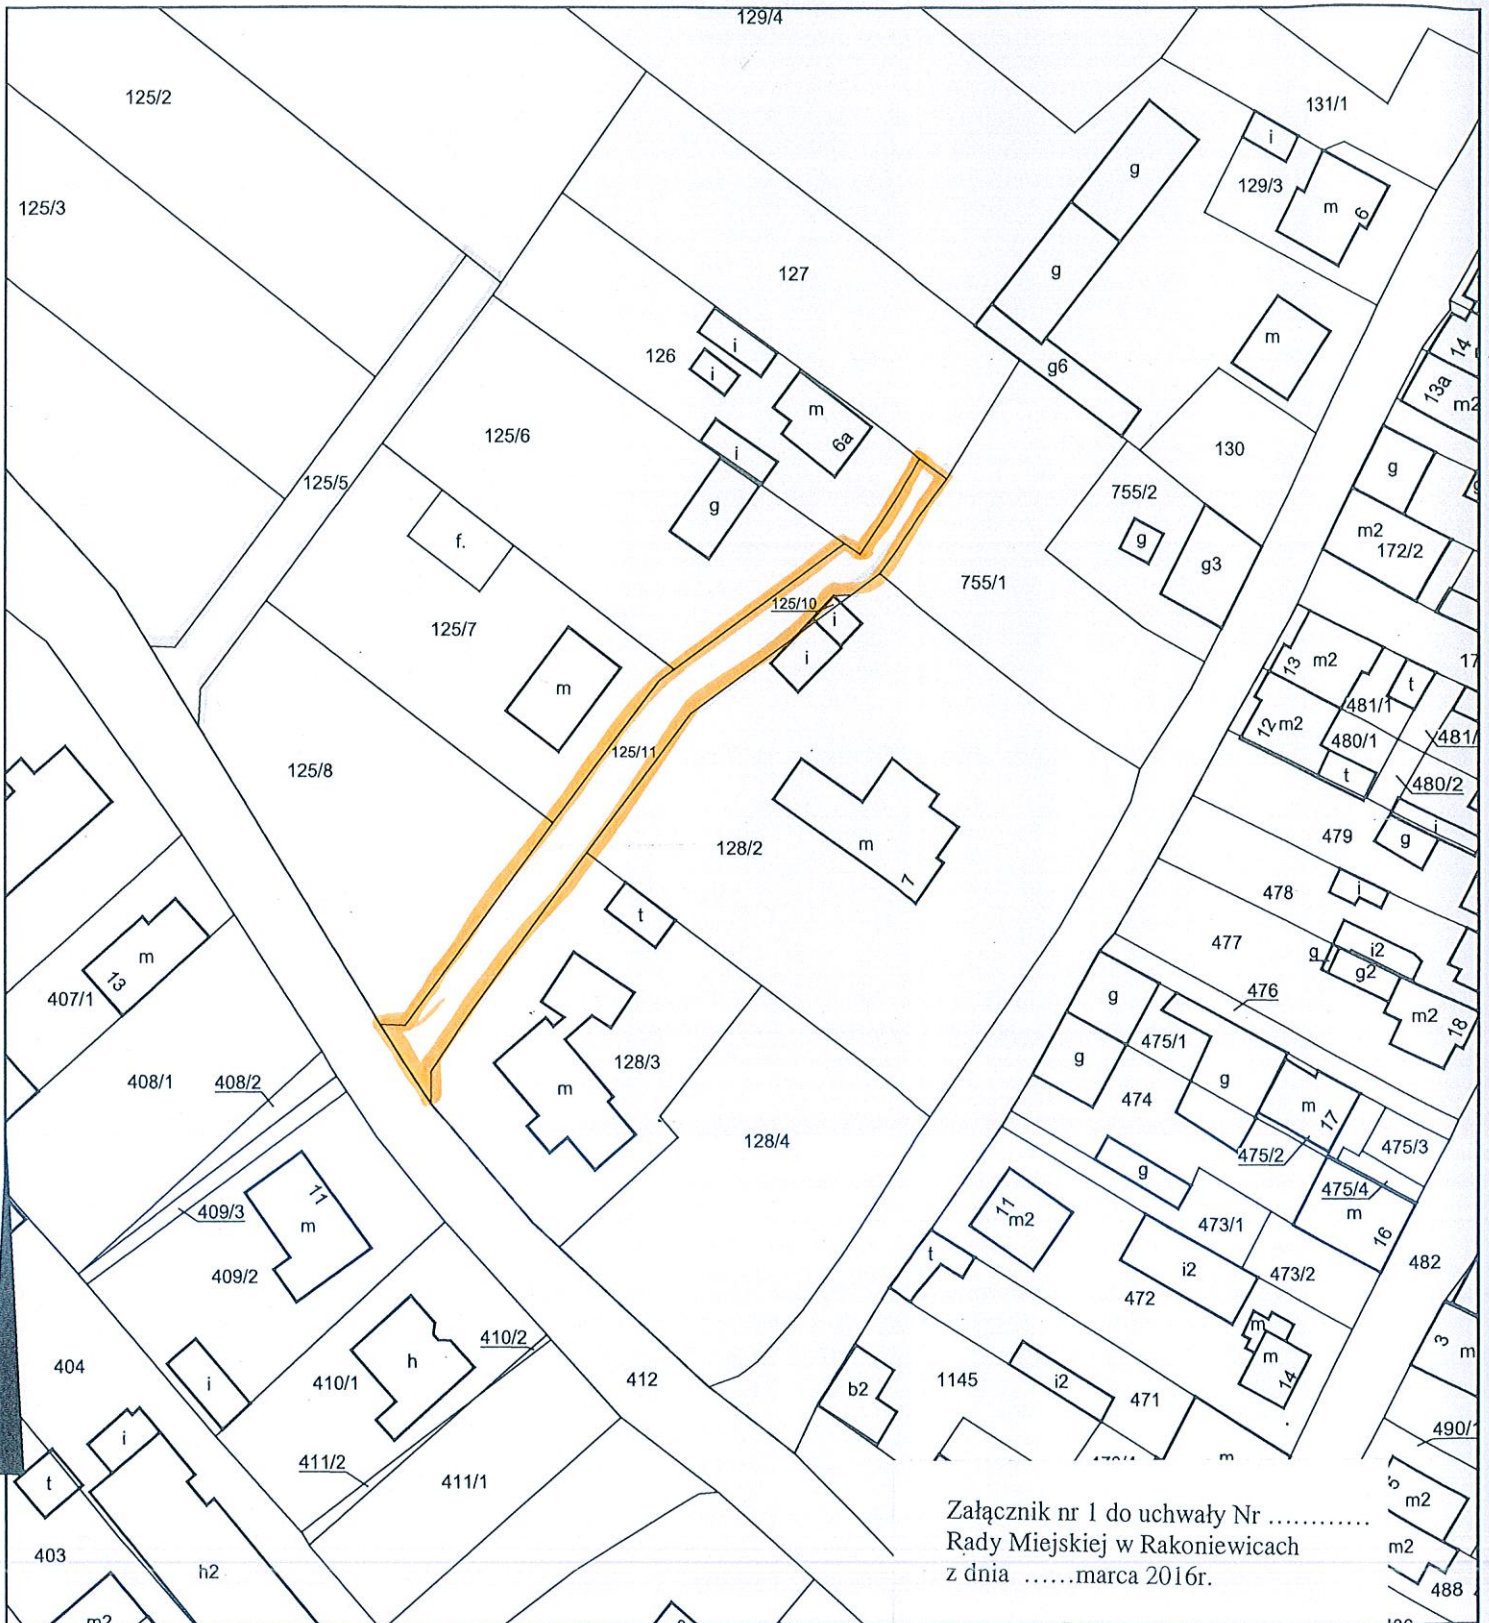 129/4
125/2
131/1
i
g
129/3
m
6
125/3
127
g
m
14
i
126
i
g6
13a
m2
m
6a
125/6
i
130
g
125/5
755/2
g
f.
g
g3
m2
172/2
755/1
125/10
i
125/7
i
m
13
m2
t
17
481/1
12
m2
480/1
481/
t
480/2
125/11
125/8
i
479
g
128/2
m
7
i
478
t
477
g
i2
g2
m
13
407/1
476
g
m2
18
475/1
128/3
g
g
m
408/1
408/2
474
m
17
128/4
475/2
475/3
g
475/4
11
m
409/3
11
m2
473/1
m
16
t
409/2
i2
473/2
482
472
m
410/2
3
m
h
m
14
404
i
410/1
412
b2
1145
i2
471
i
490/1
411/2
t
411/1
m
5
m2
Załącznik nr 1 do uchwały Nr …………
Rady Miejskiej w Rakoniewicach
z dnia ……marca 2016r.
m2
403
h2
488
m2